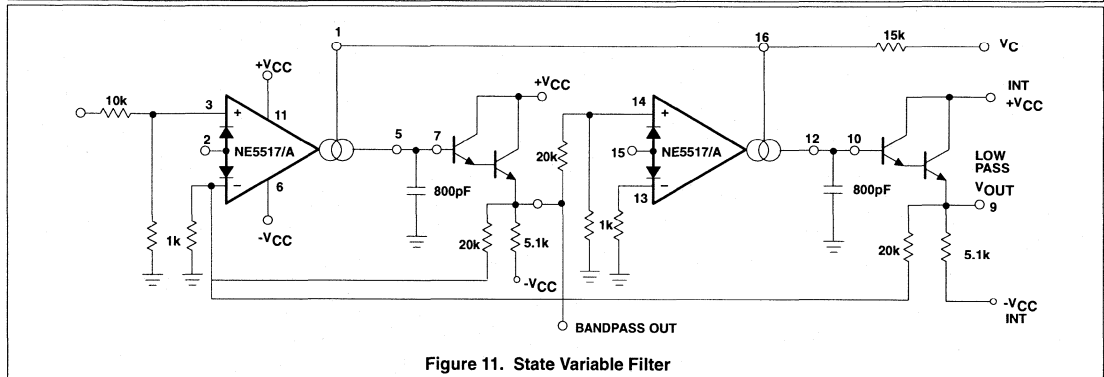 1
16
15k
VC
+VCC
10k
3
+
11
2
NE5517/A
–
6
-VCC
1k
5
7
800pF
+VCC
20k
5.1k
-VCC
20k
14
+
15
NE5517/A
–
13
1k
12
10
800pF
INT
+VCC
LOW
PASS
VOUT
9
20k
5.1k
-VCC
INT
BANDPASS OUT
Figure 11. State Variable Filter